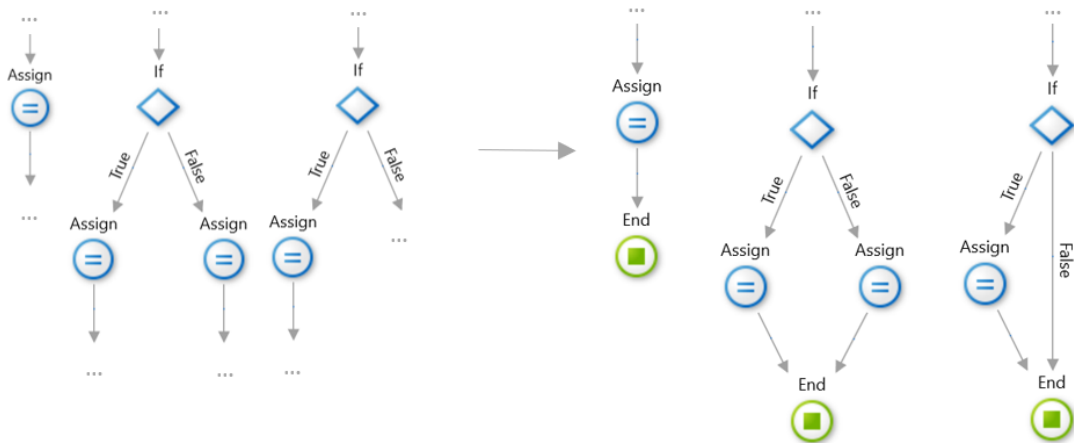 ... ... ...
Assign If If
True False True
Assign Assign Assign
...
...
... ... ...
... ... ...
Assign If If
True False True
End Assign Assign Assign
False
End End